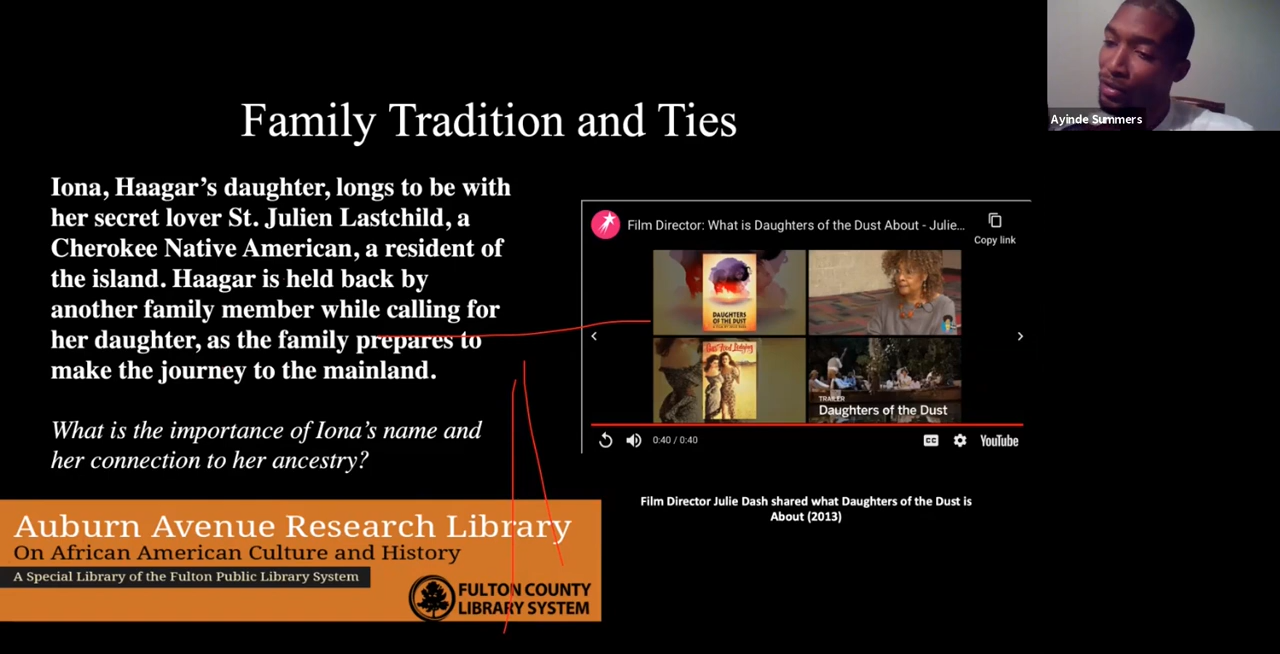 Ayinde Summers
Family Tradition and Ties
Iona, Haagar’s daughter, longs to be with
her secret lover St. Julien Lastchild, a
Cherokee Native American, a resident of
the island. Haagar is held back by
another family member while calling for
her daughter, as the family prepares to
make the journey to the mainland.
What is the importance of Iona’s name and
her connection to her ancestry?
Film Director: What is Daughters of the Dust About - Julie...
Copy link
DAUGHTERS
OF THE DUST
TRAILER
Daughters of the Dust
0:40 / 0:40
CC
YouTube
Film Director Julie Dash shared what Daughters of the Dust is
About (2013)
Auburn Avenue Research Library
On African American Culture and History
A Special Library of the Fulton Public Library System
FULTON COUNTY
LIBRARY SYSTEM